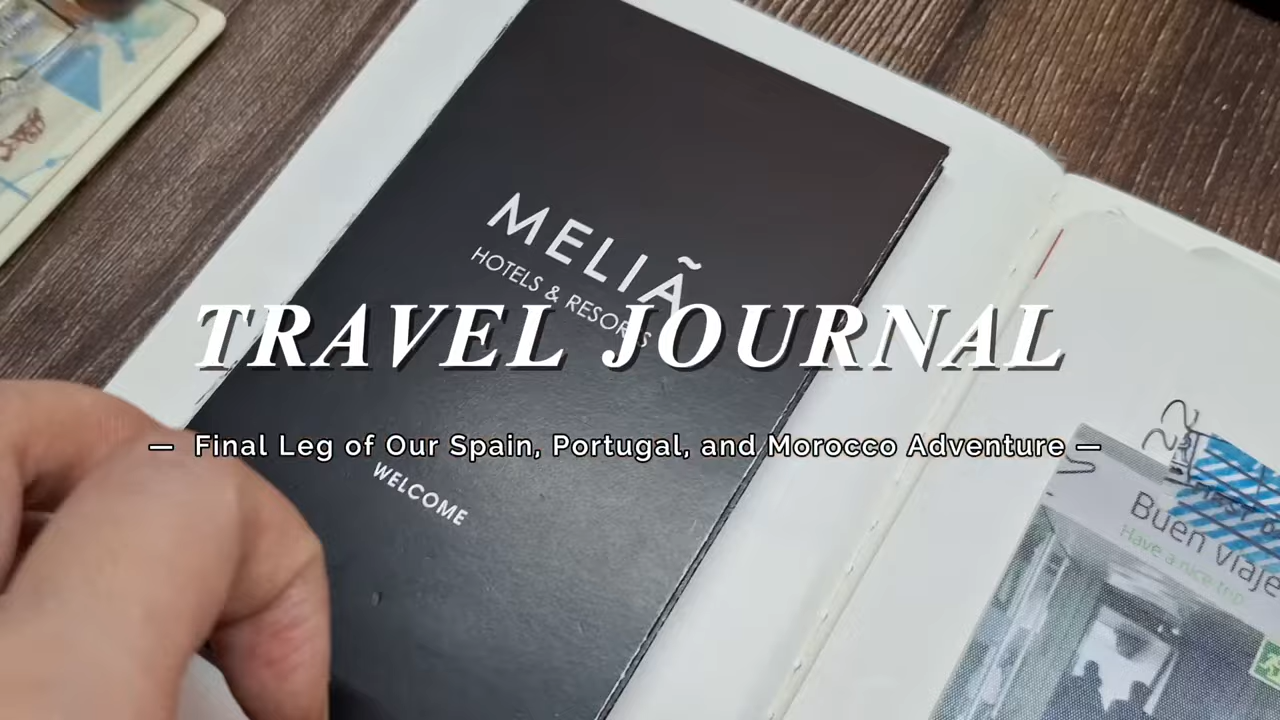 MELIÃ
HOTELS & RESORTS
TRAVEL JOURNAL
— Final Leg of Our Spain, Portugal, and Morocco Adventure —
WELCOME
22
Buen viaje
Have a nice trip